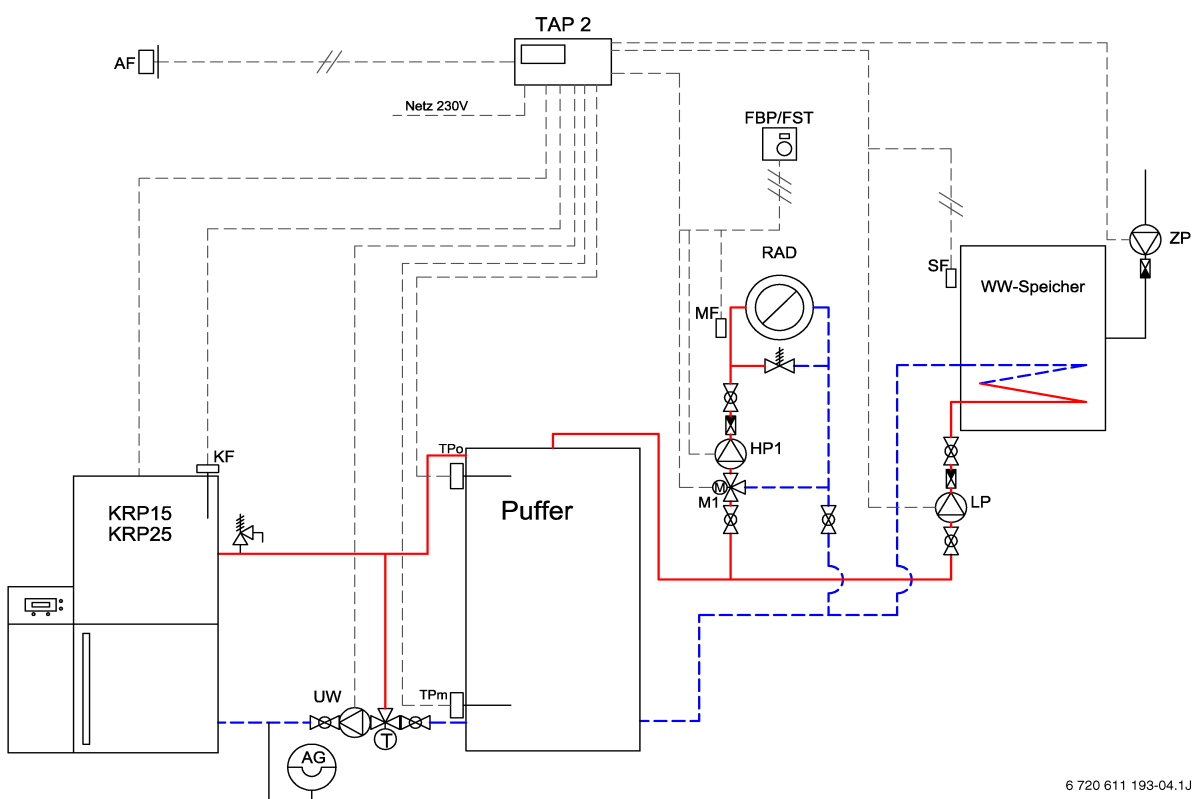 TAP 2
AF
Netz 230V
FBP/FST
ZP
RAD
SF
WW-Speicher
MF
TPo
HP1
KF
M
M1
LP
KRP15
KRP25
Puffer
TPm
UW
T
AG
6 720 611 193-04.1J